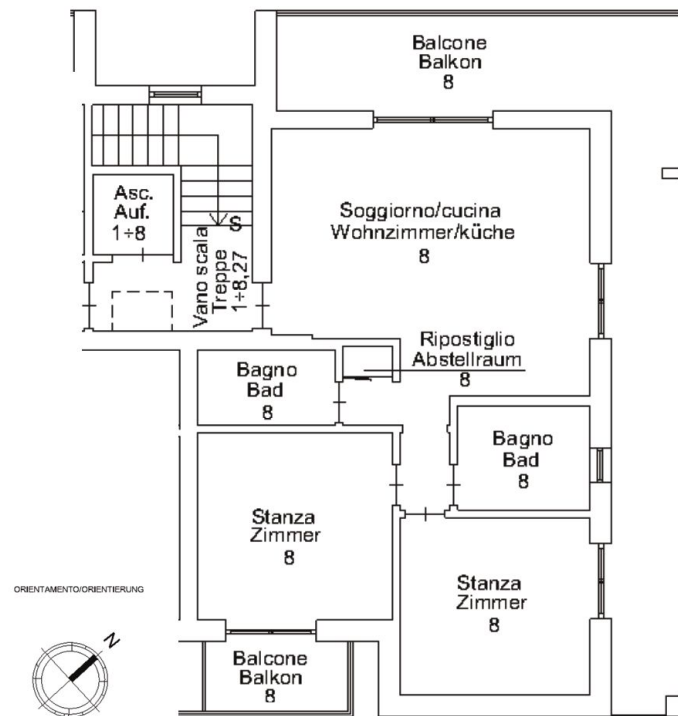 Balcone
Balkon
8
Asc.
Auf.
1÷8
S
Vano scala
Treppe
1÷8,27
Soggiorno/cucina
Wohnzimmer/küche
8
Ripostiglio
Abstellraum
8
Bagno
Bad
8
Bagno
Bad
8
Stanza
Zimmer
8
Stanza
Zimmer
8
ORIENTAMENTO/ORIENTIERUNG
N
Balcone
Balkon
8